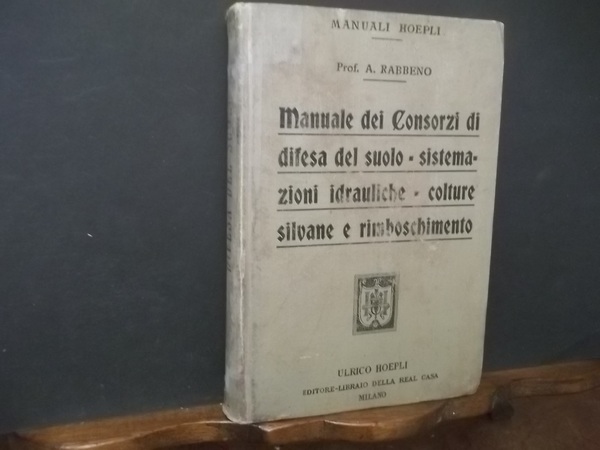 MANUALI HOEPLI
Prof. A. RABBENO
Manuale dei Consorzi di
difesa del suolo - sistema-
zioni idrauliche - colture
silvane e rimboschimento
ULRICO HOEPLI
EDITORE-LIBRAIO DELLA REAL CASA
MILANO